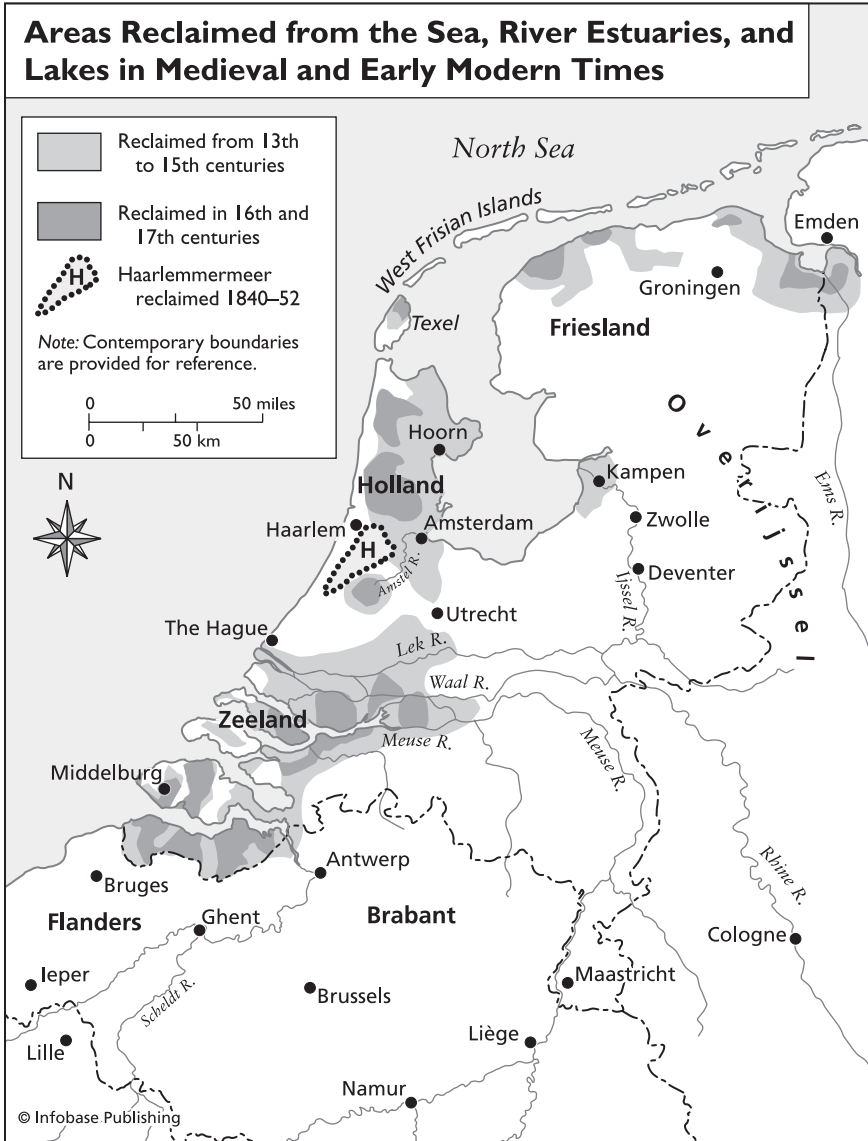 Areas Reclaimed from the Sea, River Estuaries, and
Lakes in Medieval and Early Modern Times
Reclaimed from 13th
to 15th centuries
Reclaimed in 16th and
17th centuries
H
Haarlemmermeer
reclaimed 1840–52
Note: Contemporary boundaries
are provided for reference.
0 50 miles
0 50 km
N
North Sea
West Frisian Islands
Texel
Emden
Groningen
Friesland
Overijssel
Hoorn
Holland
Kampen
Ems R.
Haarlem
H
Amsterdam
Amstel R.
Zwolle
Deventer
Ijssel R.
Utrecht
The Hague
Lek R.
Waal R.
Zeeland
Meuse R.
Meuse R.
Middelburg
Rhine R.
Antwerp
Bruges
Flanders
Ghent
Brabant
Cologne
Ieper
Scheldt R.
Brussels
Maastricht
Lille
Liège
Namur
© Infobase Publishing